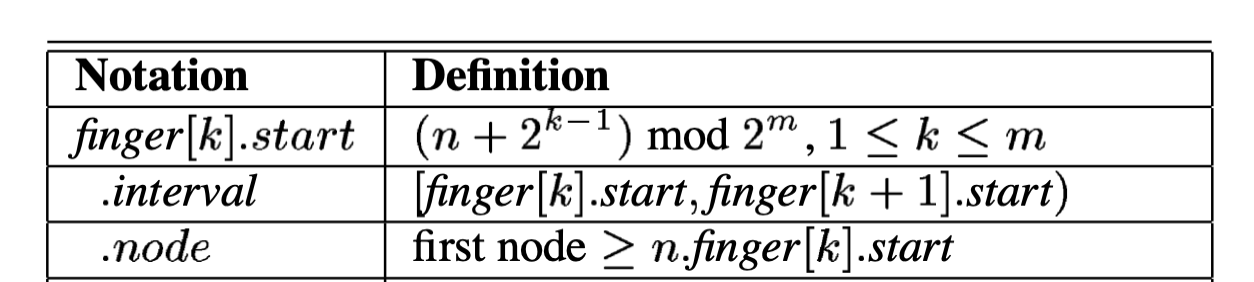 Notation Definition
finger[k].start (n + 2^{k−1}) mod 2^m, 1 ≤ k ≤ m
.interval [finger[k].start, finger[k + 1].start)
.node first node ≥ n.finger[k].start